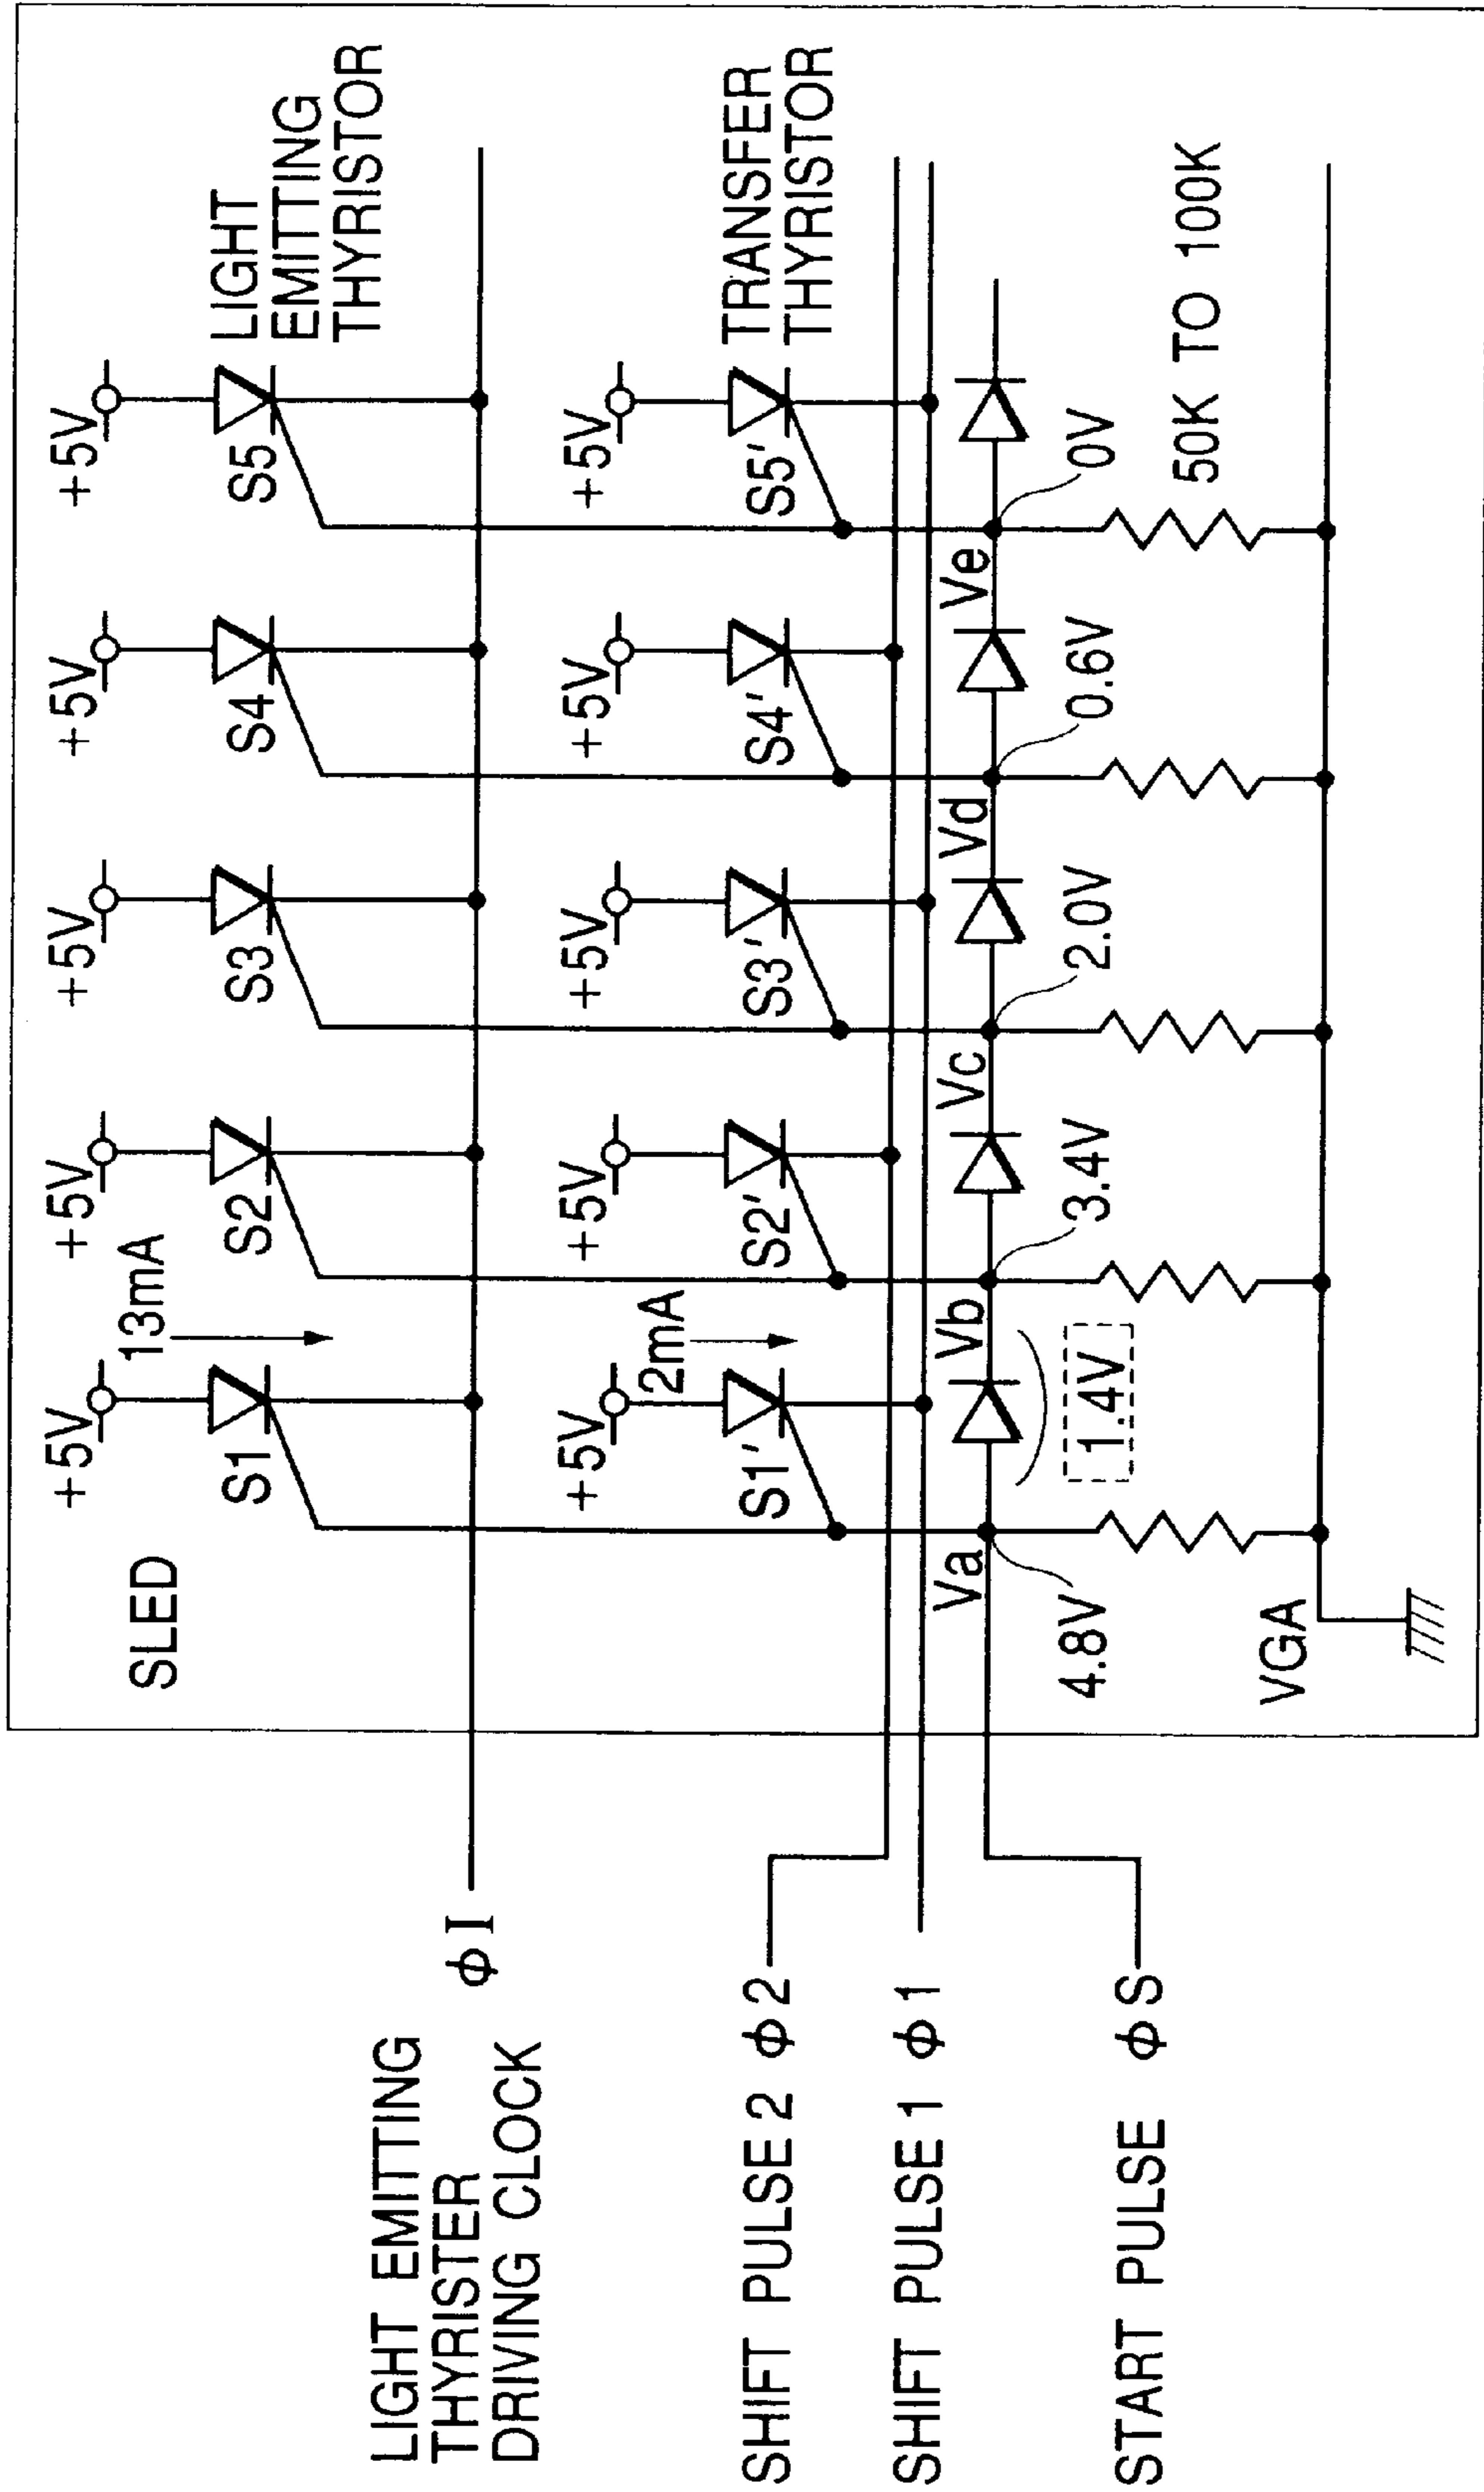 SLED
+5V
+5V
+5V
+5V
+5V
13mA
S1
S2
S3
S4
S5
LIGHT
EMITTING
THYRISTOR
LIGHT EMITTING
THYRISTER
DRIVING CLOCK
ϕI
+5V
+5V
+5V
+5V
+5V
2mA
S1'
S2'
S3'
S4'
S5'
TRANSFER
THYRISTOR
SHIFT PULSE 2 ϕ2
SHIFT PULSE 1 ϕ1
START PULSE ϕS
Va
Vb
Vc
Vd
Ve
4.8V
1.4V
3.4V
2.0V
0.6V
0V
50K TO 100K
VGA